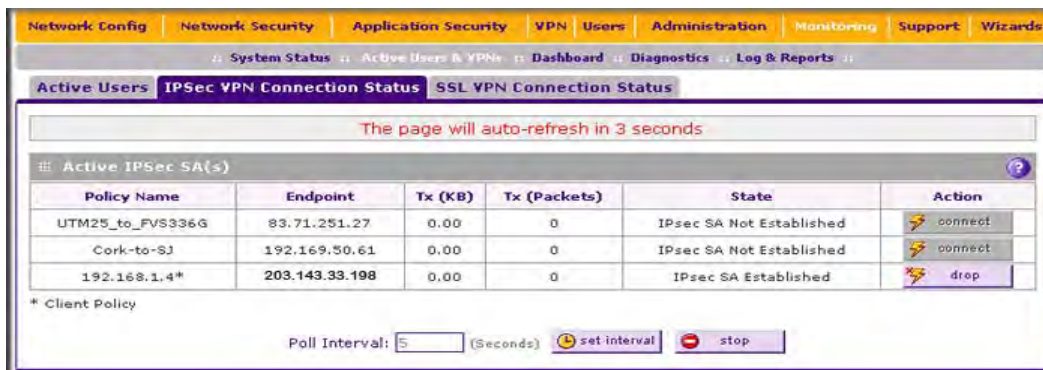 Network Config Network Security Application Security VPN Users Administration Monitoring Support Wizards
:: System Status :: Active Users & VPNs :: Dashboard :: Diagnostics :: Log & Reports ::
Active Users IPSec VPN Connection Status SSL VPN Connection Status
The page will auto-refresh in 3 seconds
Active IPSec SA(s) ?
Policy Name Endpoint Tx (KB) Tx (Packets) State Action
UTM25_to_FVS336G 83.71.251.27 0.00 0 IPsec SA Not Established connect
Cork-to-SJ 192.169.50.61 0.00 0 IPsec SA Not Established connect
192.168.1.4* 203.143.33.198 0.00 0 IPsec SA Established drop
* Client Policy
Poll Interval: 5 (Seconds) set interval stop